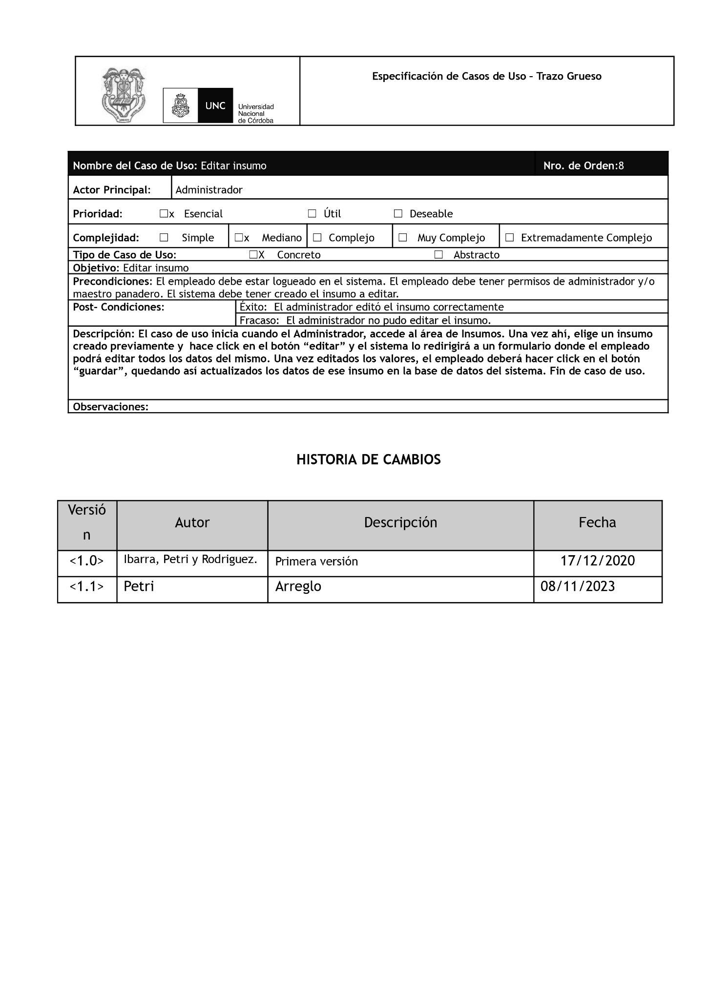 Especificación de Casos de Uso – Trazo Grueso
UNC
Universidad
Nacional
de Córdoba
Nombre del Caso de Uso: Editar insumo Nro. de Orden:8
Actor Principal: Administrador
Prioridad: ☐x Esencial ☐ Útil ☐ Deseable
Complejidad: ☐ Simple ☐x Mediano ☐ Complejo ☐ Muy Complejo ☐ Extremadamente Complejo
Tipo de Caso de Uso: ☐X Concreto ☐ Abstracto
Objetivo: Editar insumo
Precondiciones: El empleado debe estar logueado en el sistema. El empleado debe tener permisos de administrador y/o
maestro panadero. El sistema debe tener creado el insumo a editar.
Post- Condiciones: Éxito: El administrador editó el insumo correctamente
Fracaso: El administrador no pudo editar el insumo.
Descripción: El caso de uso inicia cuando el Administrador, accede al área de Insumos. Una vez ahí, elige un insumo
creado previamente y hace click en el botón “editar” y el sistema lo redirigirá a un formulario donde el empleado
podrá editar todos los datos del mismo. Una vez editados los valores, el empleado deberá hacer click en el botón
“guardar”, quedando así actualizados los datos de ese insumo en la base de datos del sistema. Fin de caso de uso.
Observaciones:
HISTORIA DE CAMBIOS
Versió
n
Autor Descripción Fecha
<1.0> Ibarra, Petri y Rodriguez. Primera versión 17/12/2020
<1.1> Petri Arreglo 08/11/2023